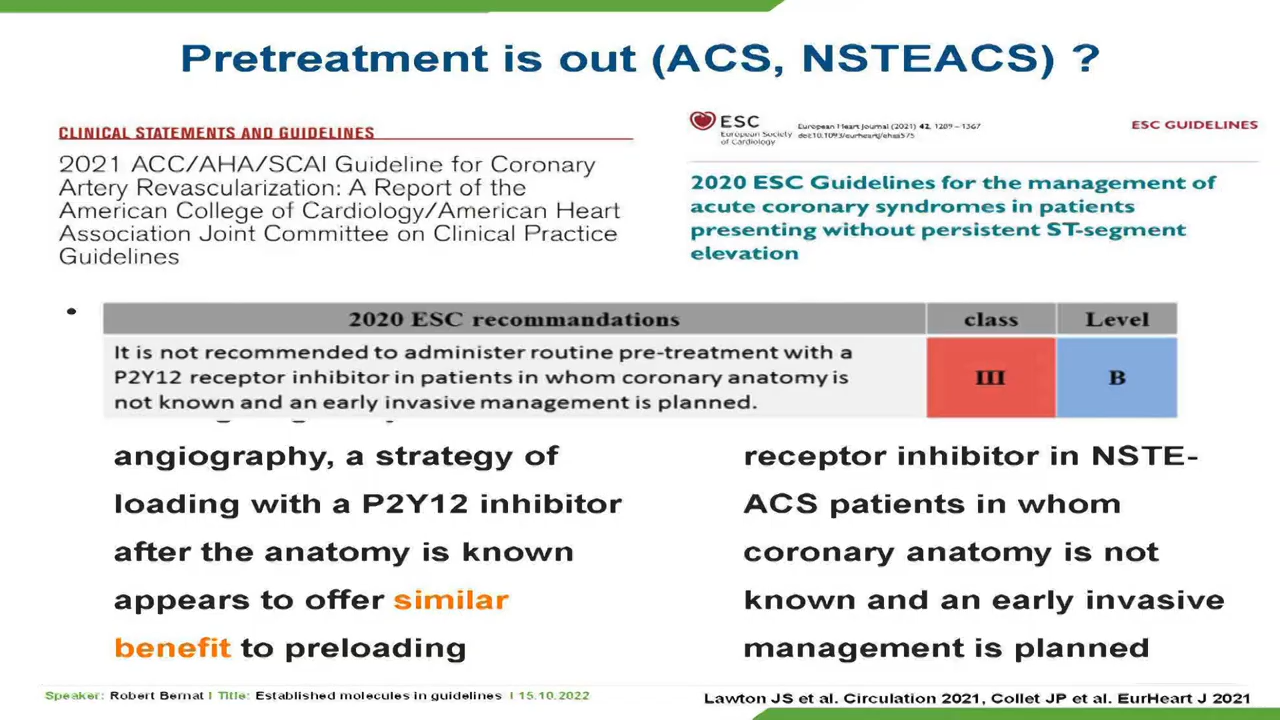 Pretreatment is out (ACS, NSTEACS) ?
CLINICAL STATEMENTS AND GUIDELINES
2021 ACC/AHA/SCAI Guideline for Coronary
Artery Revascularization: A Report of the
American College of Cardiology/American Heart
Association Joint Committee on Clinical Practice
Guidelines
ESC
European Society
of Cardiology
European Heart Journal (2021) 42, 1289–1367
doi:10.1093/eurheartj/ehaa575
ESC GUIDELINES
2020 ESC Guidelines for the management of
acute coronary syndromes in patients
presenting without persistent ST-segment
elevation
2020 ESC recommandations class Level
It is not recommended to administer routine pre-treatment with a
P2Y12 receptor inhibitor in patients in whom coronary anatomy is
not known and an early invasive management is planned.
III
B
angiography, a strategy of
loading with a P2Y12 inhibitor
after the anatomy is known
appears to offer similar
benefit to preloading
receptor inhibitor in NSTE-
ACS patients in whom
coronary anatomy is not
known and an early invasive
management is planned
Speaker: Robert Bernat I Title: Established molecules in guidelines I 15.10.2022
Lawton JS et al. Circulation 2021, Collet JP et al. EurHeart J 2021